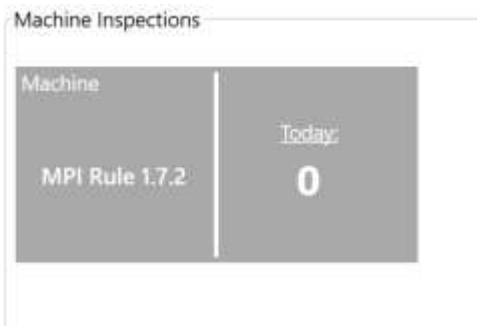 Machine Inspections
Machine
MPI Rule 1.7.2
Today:
0